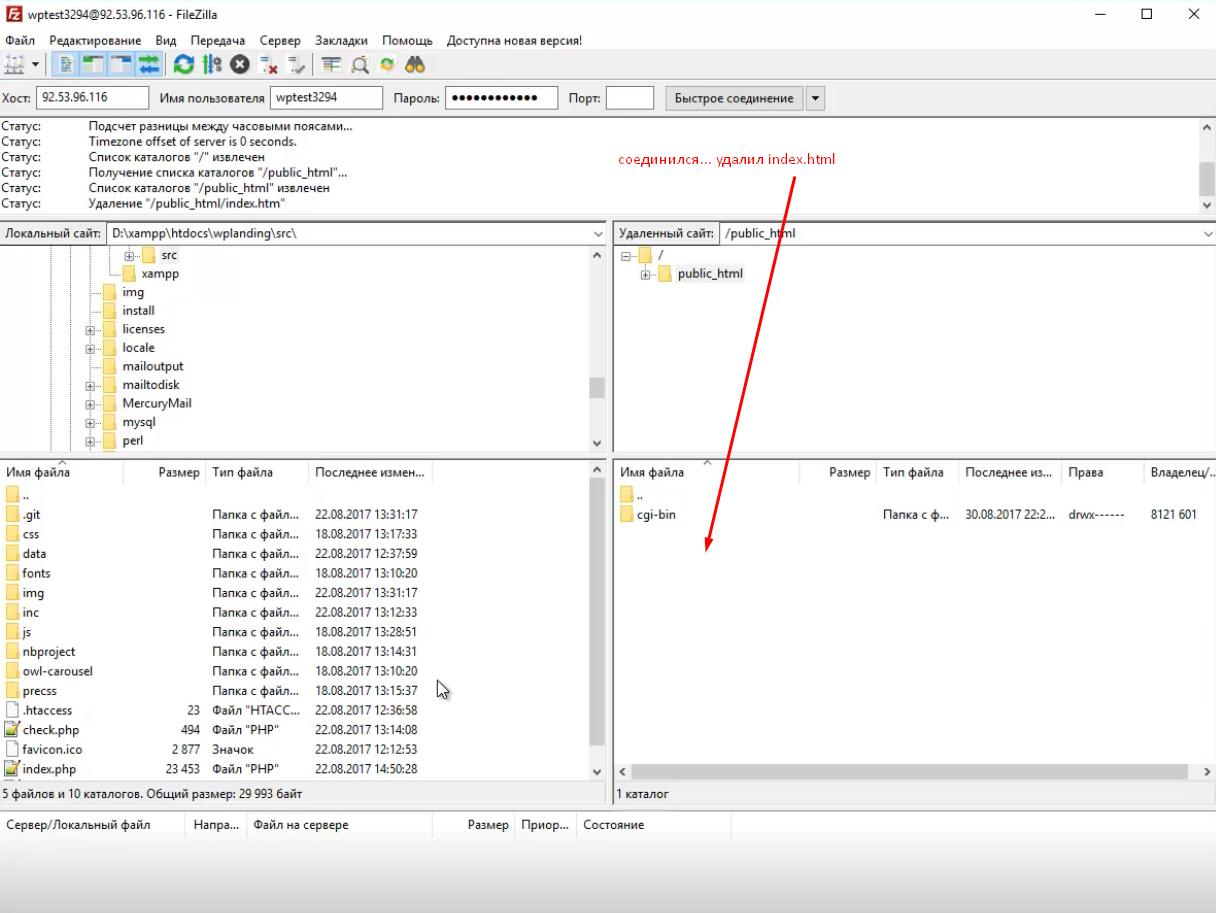 wptest3294@92.53.96.116 - FileZilla
Файл Редактирование Вид Передача Сервер Закладки Помощь Доступна новая версия!
Хост: 92.53.96.116 Имя пользователя wptest3294 Пароль: ●●●●●●●●●●●● Порт: Быстрое соединение
Статус: Подсчет разницы между часовыми поясами...
Статус: Timezone offset of server is 0 seconds.
Статус: Список каталогов "/" извлечен
Статус: Получение списка каталогов "/public_html"...
Статус: Список каталогов "/public_html" извлечен
Статус: Удаление "/public_html/index.htm"
соединился... удалил index.html
Локальный сайт: D:\xampp\htdocs\wplanding\src\
src
xampp
img
install
licenses
locale
mailoutput
mailtodisk
MercuryMail
mysql
perl
Удаленный сайт: /public_html
/
public_html
Имя файла Размер Тип файла Последнее измен...
..
.git Папка с файл... 22.08.2017 13:31:17
css Папка с файл... 18.08.2017 13:17:33
data Папка с файл... 22.08.2017 12:37:59
fonts Папка с файл... 18.08.2017 13:10:20
img Папка с файл... 22.08.2017 13:31:17
inc Папка с файл... 22.08.2017 13:12:33
js Папка с файл... 18.08.2017 13:28:51
nbproject Папка с файл... 18.08.2017 13:14:31
owl-carousel Папка с файл... 18.08.2017 13:10:20
precss Папка с файл... 18.08.2017 13:15:37
.htaccess 23 Файл "HTACC... 22.08.2017 12:36:58
check.php 494 Файл "PHP" 22.08.2017 13:14:08
favicon.ico 2 877 Значок 22.08.2017 12:12:53
index.php 23 453 Файл "PHP" 22.08.2017 14:50:28
5 файлов и 10 каталогов. Общий размер: 29 993 байт
Имя файла Размер Тип файла Последнее из... Права Владелец/...
..
cgi-bin Папка с ф... 30.08.2017 22:2... drwx------ 8121 601
1 каталог
Сервер/Локальный файл Напра... Файл на сервере Размер Приор... Состояние